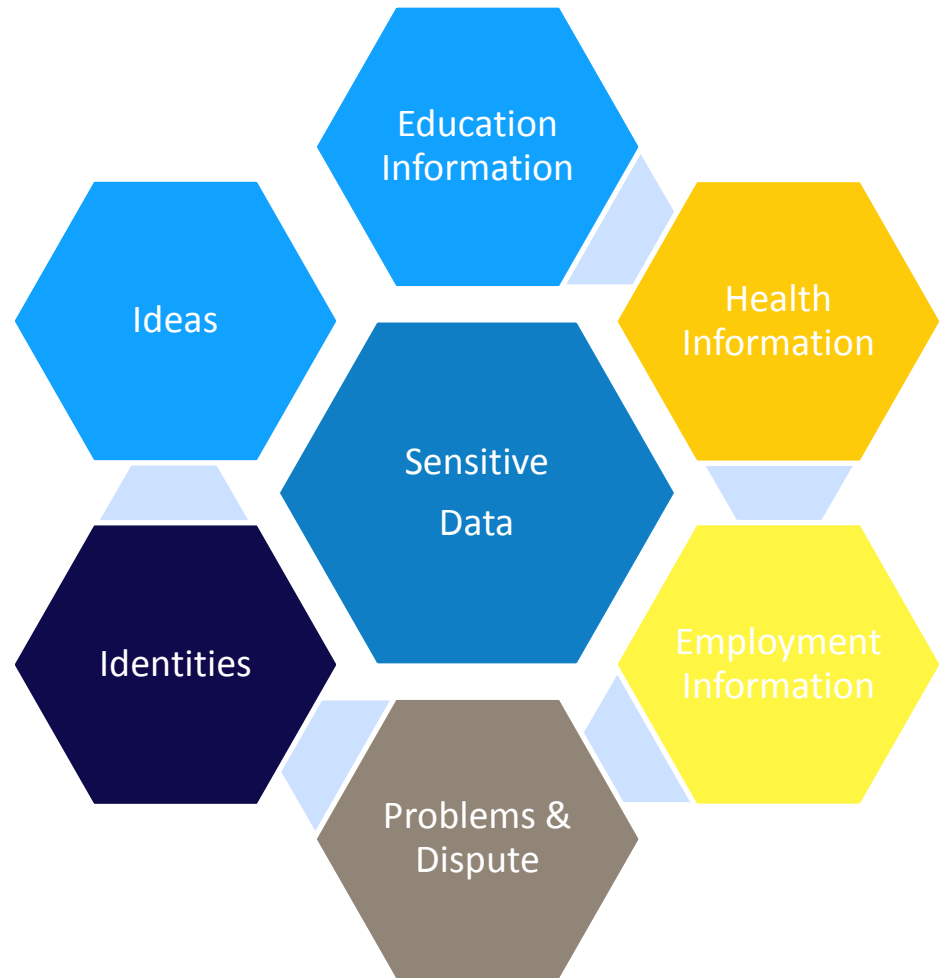 Education
Information
Health
Information
Ideas
Sensitive
Data
Employment
Information
Identities
Problems &
Dispute